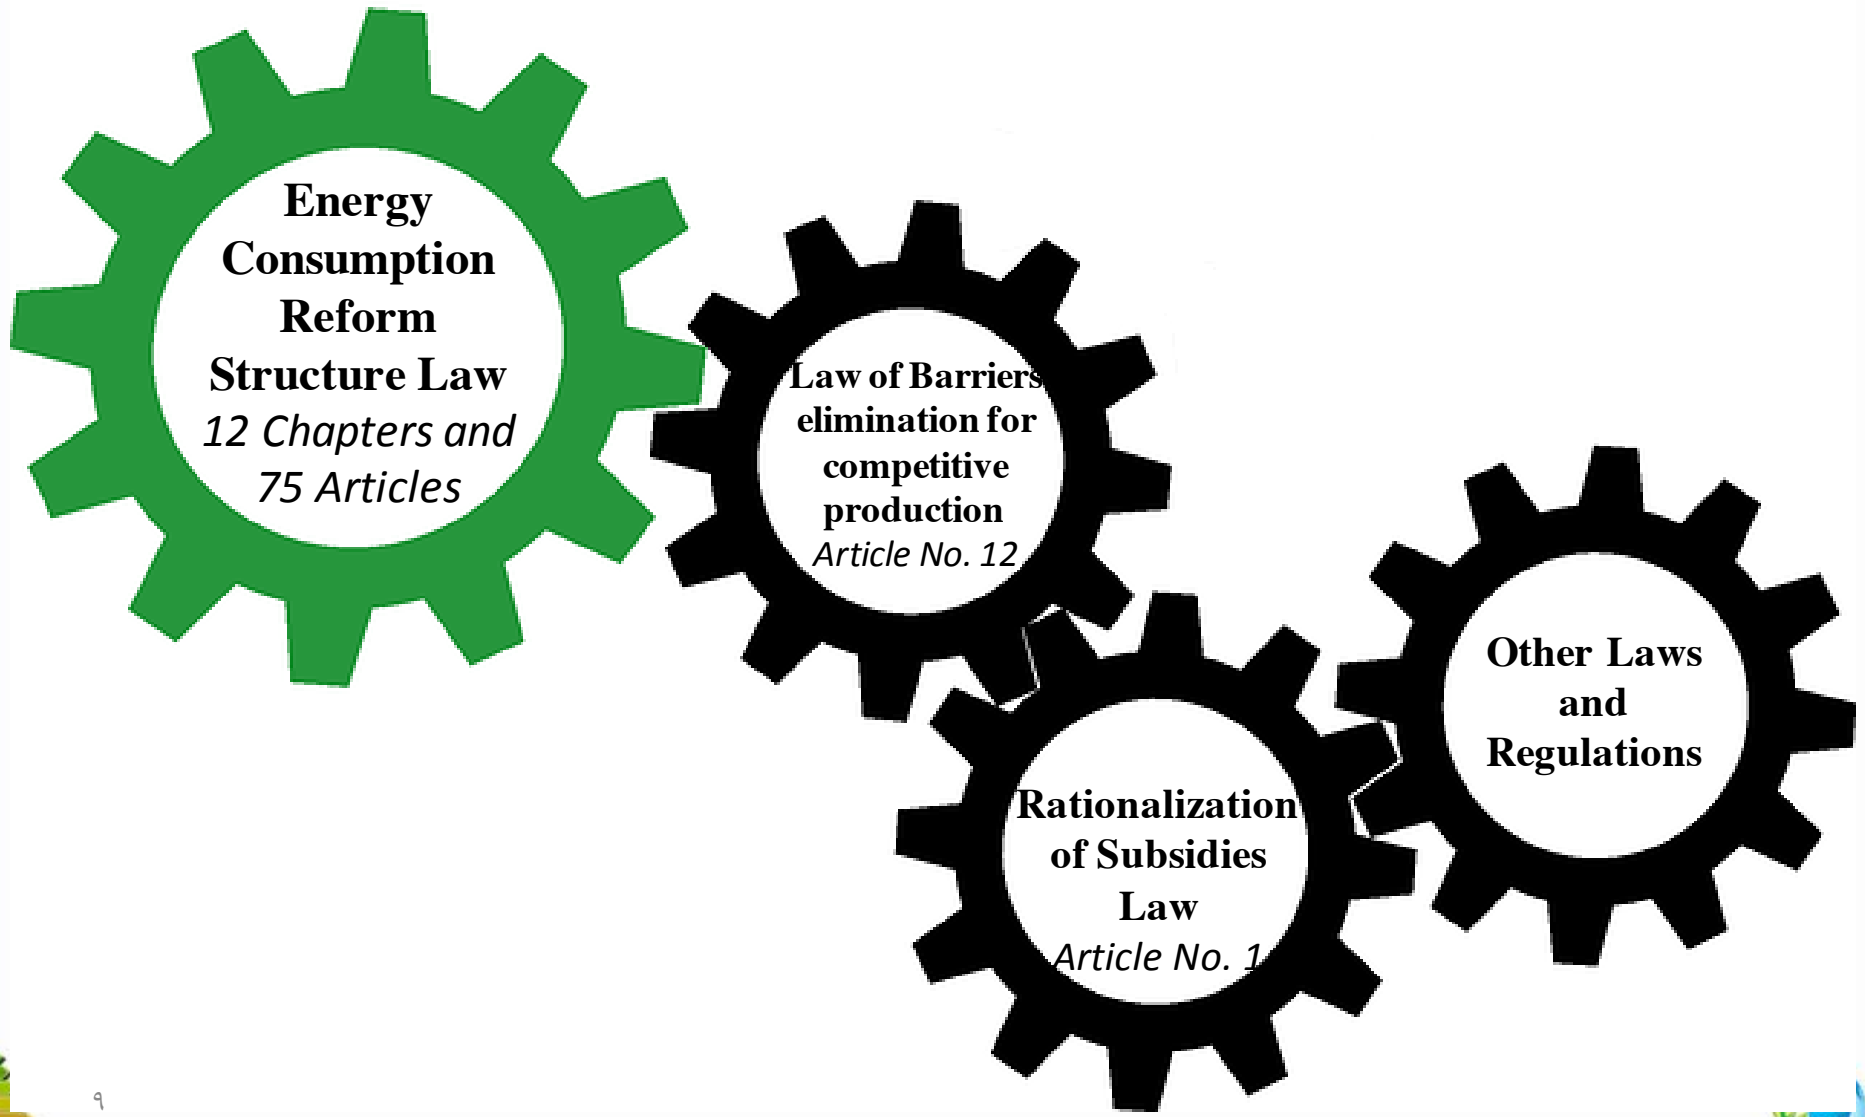 Energy
Consumption
Reform
Structure Law
12 Chapters and
75 Articles
Law of Barriers
elimination for
competitive
production
Article No. 12
Rationalization
of Subsidies
Law
Article No. 1
Other Laws
and
Regulations
۹